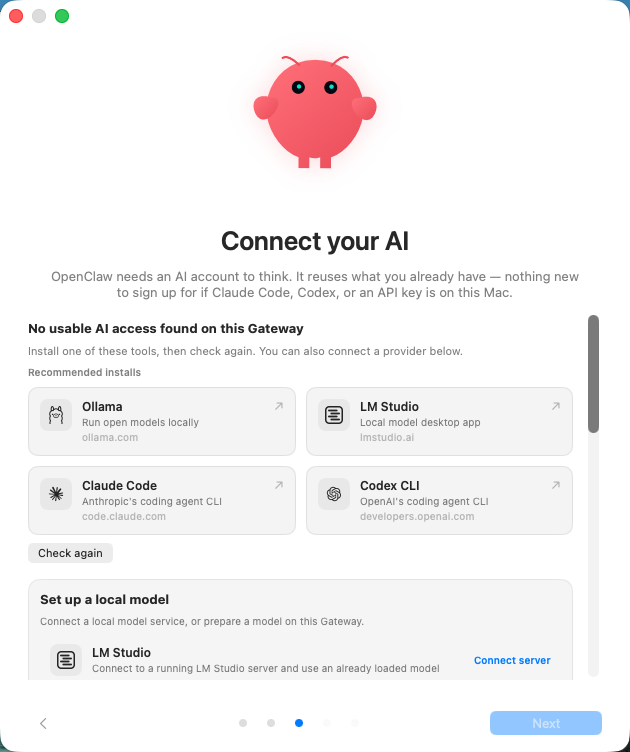 Connect your AI
OpenClaw needs an AI account to think. It reuses what you already have — nothing new
to sign up for if Claude Code, Codex, or an API key is on this Mac.
No usable AI access found on this Gateway
Install one of these tools, then check again. You can also connect a provider below.
Recommended installs
Ollama
Run open models locally
ollama.com
LM Studio
Local model desktop app
lmstudio.ai
Claude Code
Anthropic's coding agent CLI
code.claude.com
Codex CLI
OpenAI's coding agent CLI
developers.openai.com
Check again
Set up a local model
Connect a local model service, or prepare a model on this Gateway.
LM Studio
Connect to a running LM Studio server and use an already loaded model
Connect server
Next